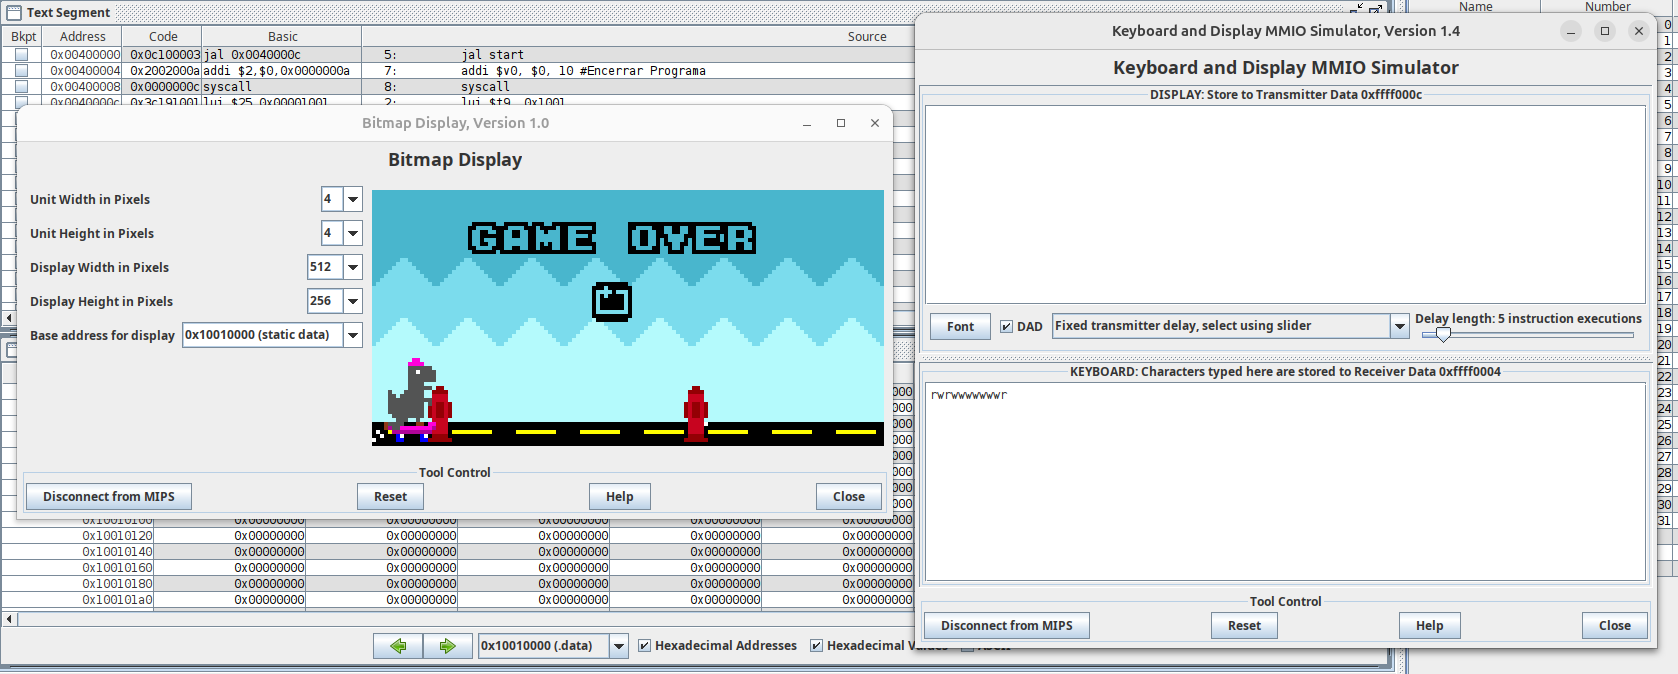 Text Segment
Bkpt Address Code Basic Source
0x00400000 0x0c100003 jal 0x0040000c 5: jal start
0x00400004 0x2002000a addi $2,$0,0x0000000a 7: addi $v0, $0, 10 #Encerrar Programa
0x00400008 0x0000000c syscall 8: syscall
0x0040000c 0x3c191001 lui $25,0x00001001 2: lui $t9, 0x1001
Bitmap Display, Version 1.0
Bitmap Display
Unit Width in Pixels 4
Unit Height in Pixels 4
Display Width in Pixels 512
Display Height in Pixels 256
Base address for display 0x10010000 (static data)
GAME OVER
Tool Control
Disconnect from MIPS Reset Help Close
0x10010100 0x00000000 0x00000000 0x00000000 0x00000000 0x00000000
0x10010120 0x00000000 0x00000000 0x00000000 0x00000000 0x00000000
0x10010140 0x00000000 0x00000000 0x00000000 0x00000000 0x00000000
0x10010160 0x00000000 0x00000000 0x00000000 0x00000000 0x00000000
0x10010180 0x00000000 0x00000000 0x00000000 0x00000000 0x00000000
0x100101a0 0x00000000 0x00000000 0x00000000 0x00000000 0x00000000
0x10010000 (.data) Hexadecimal Addresses Hexadecimal Values ASCII
Keyboard and Display MMIO Simulator, Version 1.4
Keyboard and Display MMIO Simulator
DISPLAY: Store to Transmitter Data 0xffff000c
Font DAD Fixed transmitter delay, select using slider Delay length: 5 instruction executions
KEYBOARD: Characters typed here are stored to Receiver Data 0xffff0004
rwrwwwwwwwr
Tool Control
Disconnect from MIPS Reset Help Close
Name Number
0
1
2
3
4
5
6
7
8
9
10
11
12
13
14
15
16
17
18
19
20
21
22
23
24
25
26
27
28
29
30
31